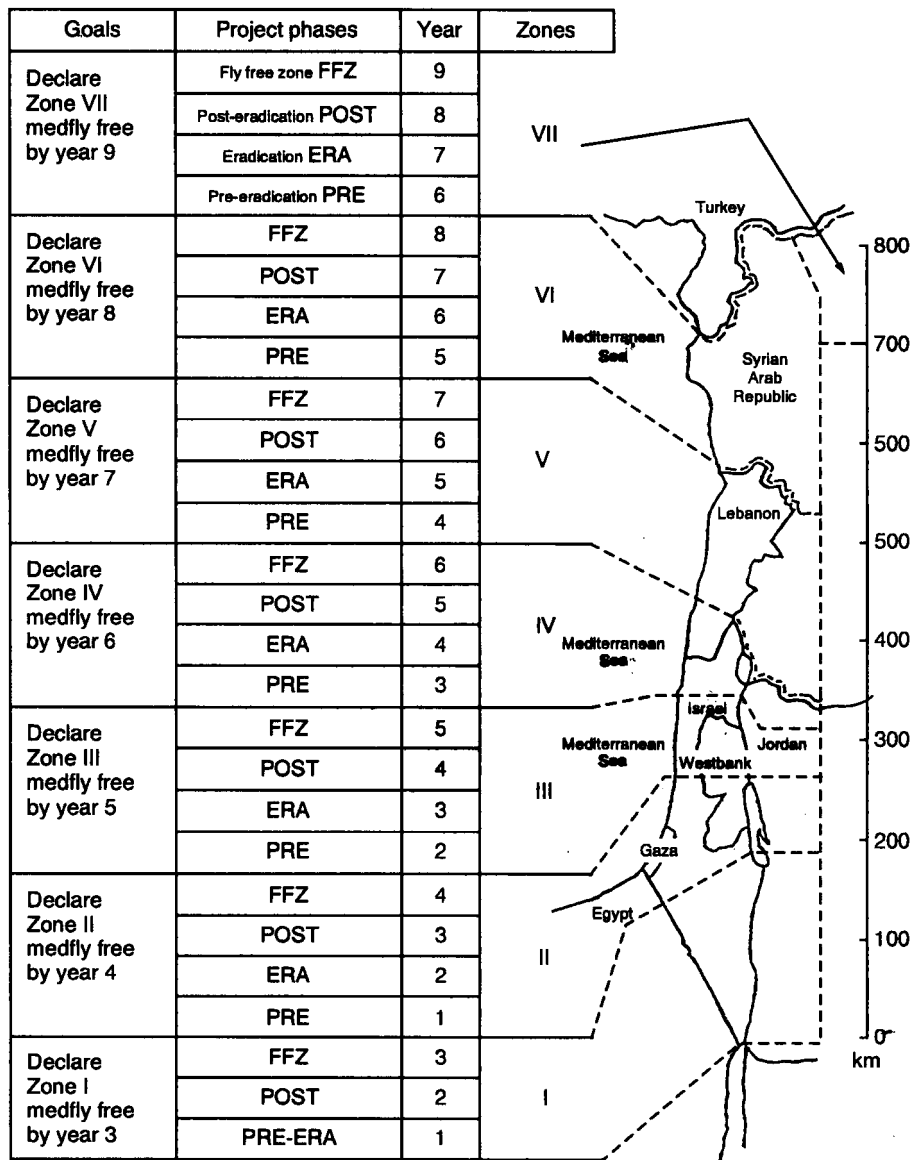 Goals Project phases Year Zones
Declare
Zone VII
medfly free
by year 9
Fly free zone FFZ 9
Post-eradication POST 8
Eradication ERA 7
Pre-eradication PRE 6
VII
Declare
Zone VI
medfly free
by year 8
FFZ 8
POST 7
ERA 6
PRE 5
VI
Declare
Zone V
medfly free
by year 7
FFZ 7
POST 6
ERA 5
PRE 4
V
Declare
Zone IV
medfly free
by year 6
FFZ 6
POST 5
ERA 4
PRE 3
IV
Declare
Zone III
medfly free
by year 5
FFZ 5
POST 4
ERA 3
PRE 2
III
Declare
Zone II
medfly free
by year 4
FFZ 4
POST 3
ERA 2
PRE 1
II
Declare
Zone I
medfly free
by year 3
FFZ 3
POST 2
PRE-ERA 1
I
Turkey
Mediterranean
Sea
Syrian
Arab
Republic
Lebanon
Mediterranean
Sea
Israel
Mediterranean
Sea
Jordan
Westbank
Gaza
Egypt
800
700
500
500
400
300
200
100
0
km